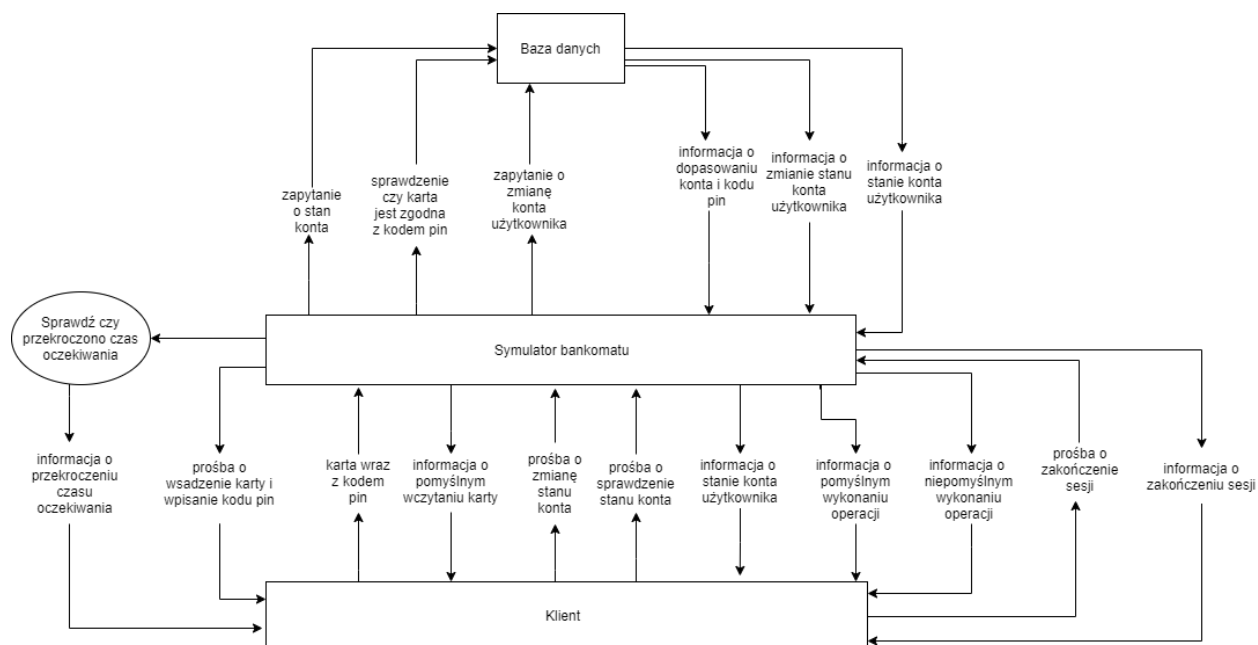 Baza danych
zapytanie
o stan
konta
sprawdzenie
czy karta
jest zgodna
z kodem pin
zapytanie o
zmianę
konta
użytkownika
informacja o
dopasowaniu
konta i kodu
pin
informacja o
zmianie stanu
konta
użytkownika
informacja o
stanie konta
użytkownika
Sprawdź czy
przekroczono czas
oczekiwania
Symulator bankomatu
informacja o
przekroczeniu
czasu
oczekiwania
prośba o
wsadzenie karty i
wpisanie kodu pin
karta wraz
z kodem
pin
informacja o
pomyślnym
wczytaniu karty
prośba o
zmianę
stanu
konta
prośba o
sprawdzenie
stanu konta
informacja o
stanie konta
użytkownika
informacja o
pomyślnym
wykonaniu
operacji
informacja o
niepomyślnym
wykonaniu
operacji
prośba o
zakończenie
sesji
informacja o
zakończeniu sesji
Klient